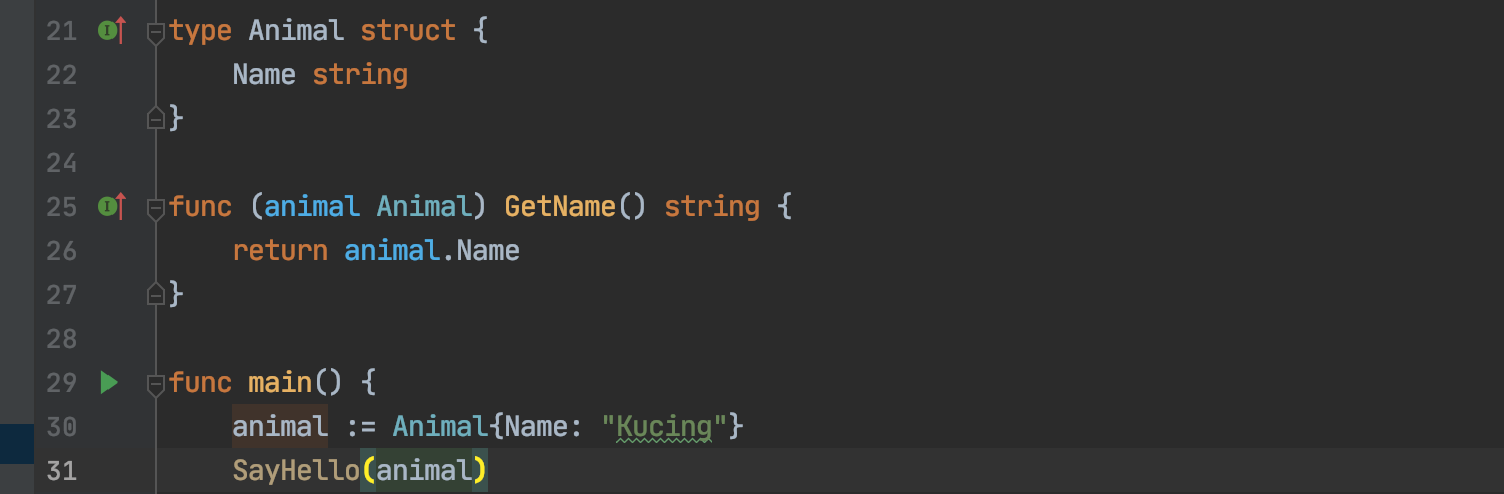 21 type Animal struct {
22     Name string
23 }
24
25 func (animal Animal) GetName() string {
26     return animal.Name
27 }
28
29 func main() {
30     animal := Animal{Name: "Kucing"}
31     SayHello(animal)